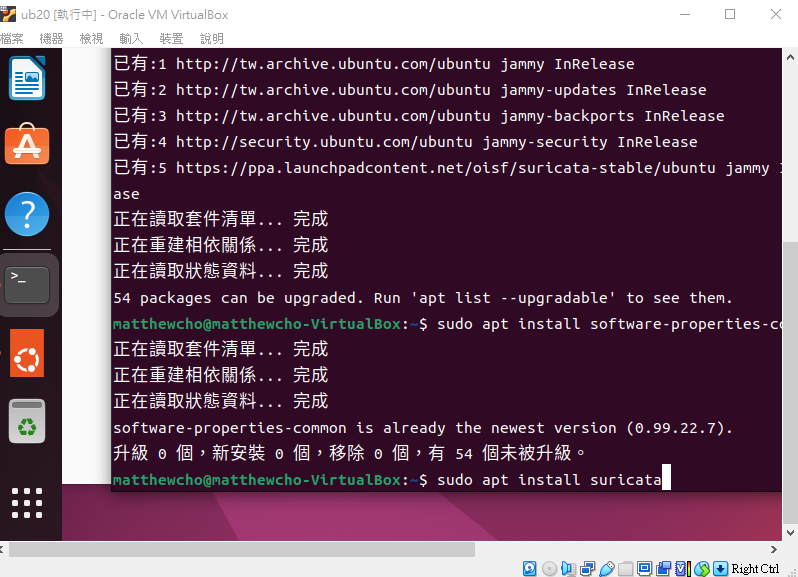 ub20 [執行中] - Oracle VM VirtualBox
檔案 機器 檢視 輸入 裝置 說明
已有:1 http://tw.archive.ubuntu.com/ubuntu jammy InRelease
已有:2 http://tw.archive.ubuntu.com/ubuntu jammy-updates InRelease
已有:3 http://tw.archive.ubuntu.com/ubuntu jammy-backports InRelease
已有:4 http://security.ubuntu.com/ubuntu jammy-security InRelease
已有:5 https://ppa.launchpadcontent.net/oisf/suricata-stable/ubuntu jammy
ase
正在讀取套件清單... 完成
正在重建相依關係... 完成
正在讀取狀態資料... 完成
54 packages can be upgraded. Run 'apt list --upgradable' to see them.
matthewcho@matthewcho-VirtualBox:~$ sudo apt install software-properties-co
正在讀取套件清單... 完成
正在重建相依關係... 完成
正在讀取狀態資料... 完成
software-properties-common is already the newest version (0.99.22.7).
升級 0 個，新安裝 0 個，移除 0 個，有 54 個未被升級。
matthewcho@matthewcho-VirtualBox:~$ sudo apt install suricata
Right Ctrl